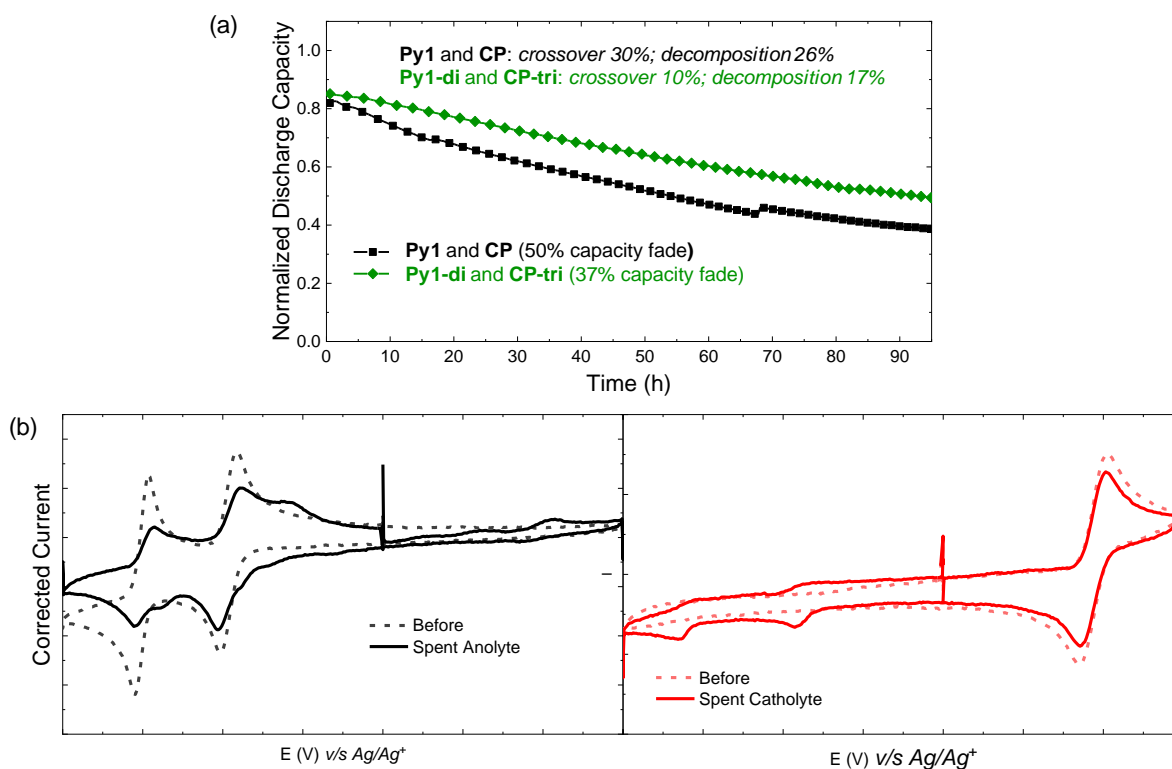 (a)
1.0
0.8
0.6
0.4
0.2
0.0
Normalized Discharge Capacity
Py1 and CP: crossover 30%; decomposition 26%
Py1-di and CP-tri: crossover 10%; decomposition 17%
Py1 and CP (50% capacity fade)
Py1-di and CP-tri (37% capacity fade)
0 10 20 30 40 50 60 70 80 90
Time (h)
(b)
Corrected Current
Before
Spent Anolyte
E (V) v/s Ag/Ag+
Before
Spent Catholyte
E (V) v/s Ag/Ag+